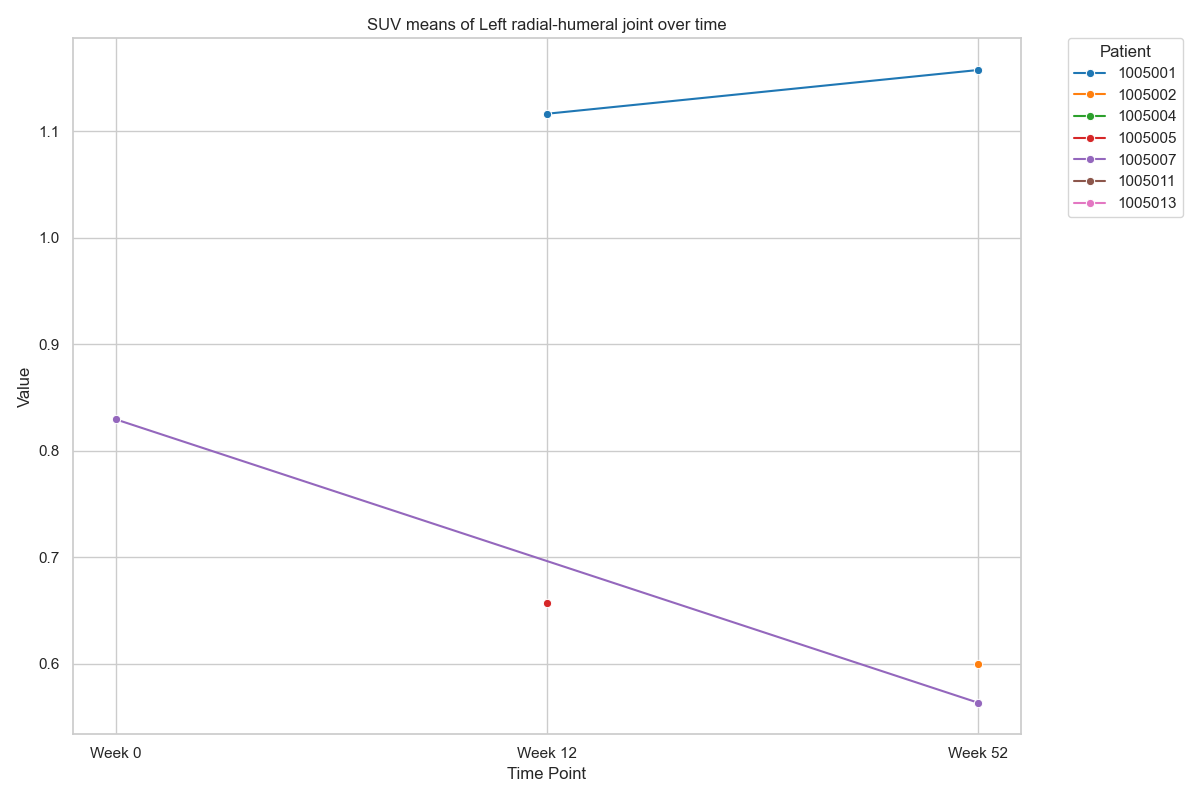 SUV means of Left radial-humeral joint over time
Patient
1005001
1005002
1005004
1005005
1005007
1005011
1005013
Value
1.1
1.0
0.9
0.8
0.7
0.6
Week 0
Week 12
Week 52
Time Point